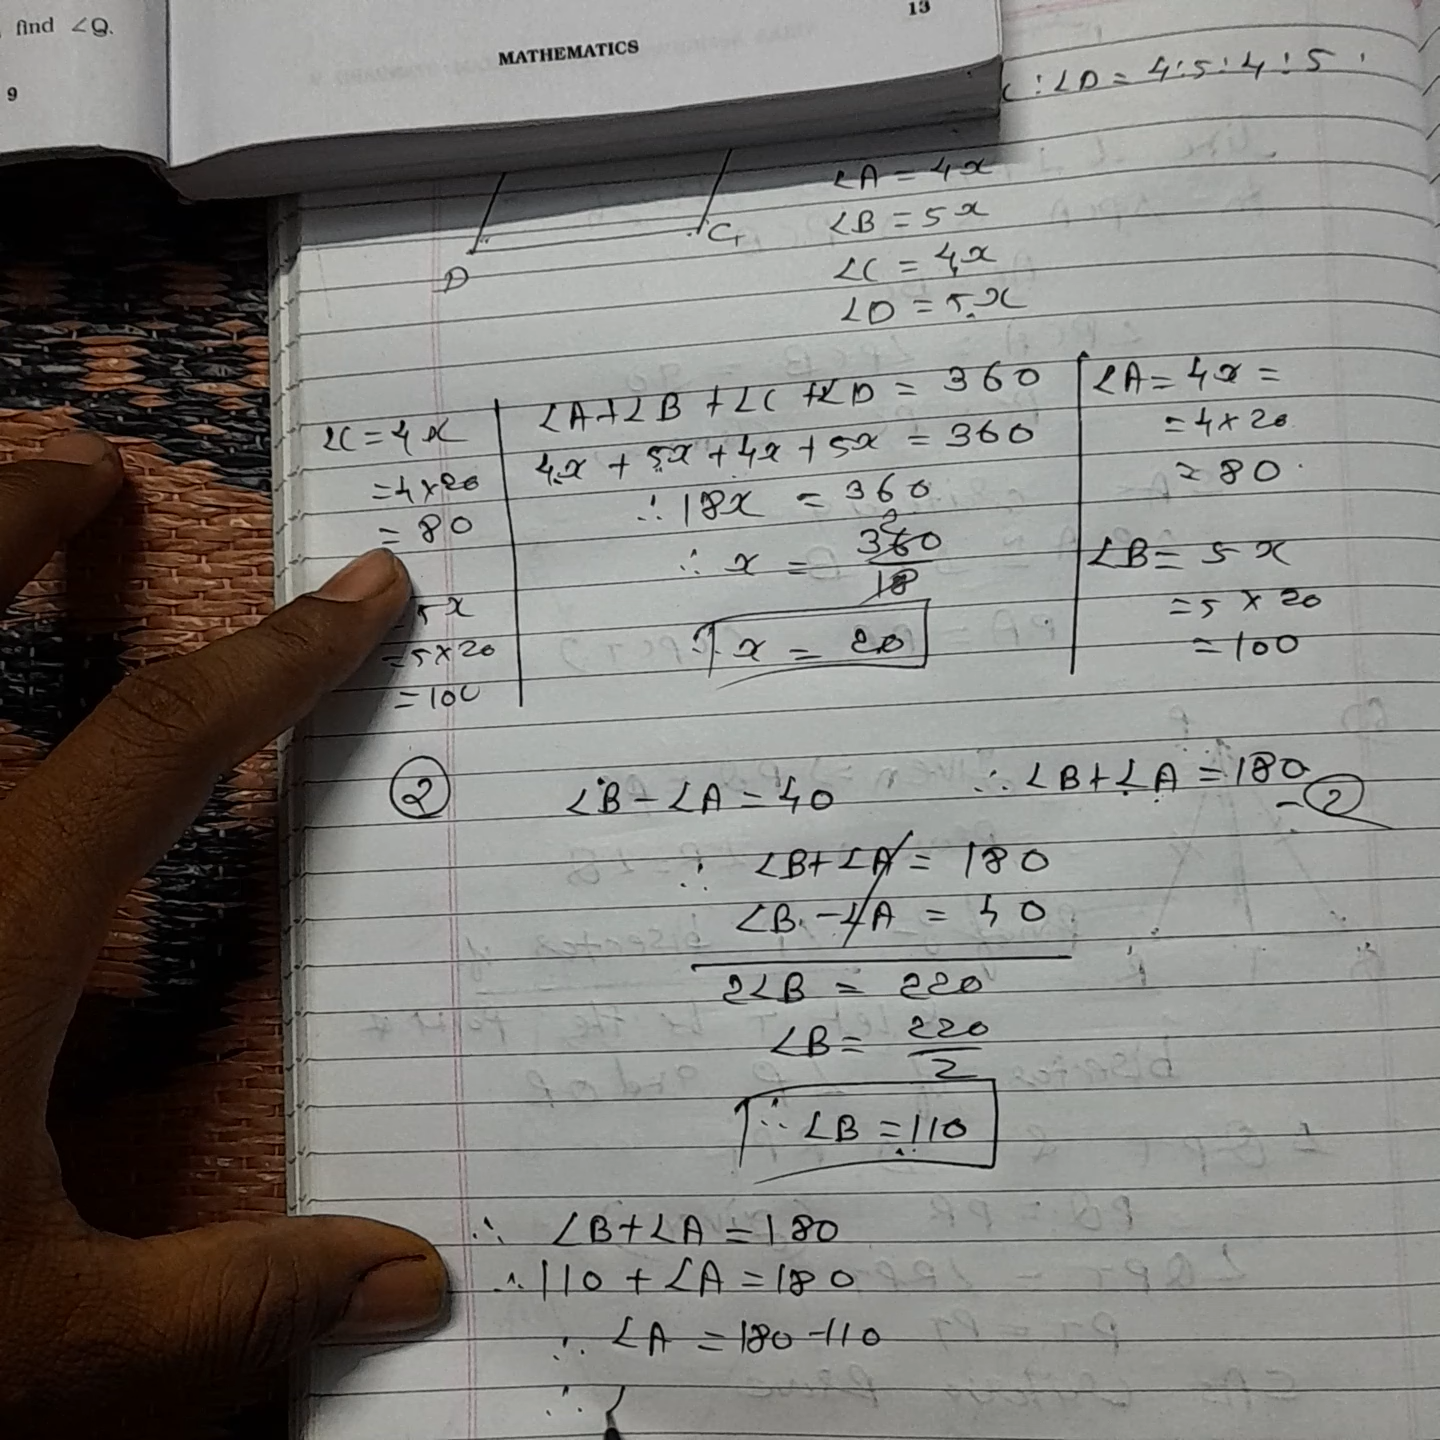 find ∠Q.
9
MATHEMATICS
13
: ∠D = 4:5:4:5
D
C
∠A = 4x
∠B = 5x
∠C = 4x
∠D = 5x
∠C = 4x
= 4×20
= 80
= 5x
= 5×20
= 100
∠A+∠B+∠C+∠D = 360
4x + 5x + 4x + 5x = 360
∴ 18x = 360
∴ x = 360/18
∴ x = 20
∠A = 4x =
= 4×20
= 80
∠B = 5x
= 5×20
= 100
② ∠B-∠A = 40 ∴ ∠B+∠A = 180 -②
∴ ∠B+∠A = 180
∠B-∠A = 40
2∠B = 220
∠B = 220/2
∴ ∠B = 110
∴ ∠B+∠A = 180
∴ 110 + ∠A = 180
∴ ∠A = 180-110
∴ ∠